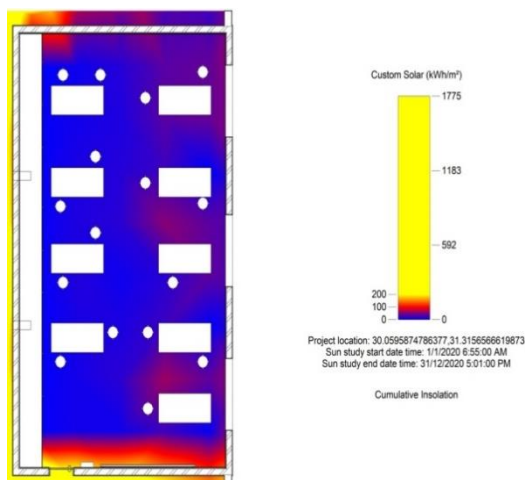 Custom Solar (kWh/m²)
1775
1183
592
200
100
0
0
Project location: 30.0595874786377,31.3156566619873
Sun study start date time: 1/1/2020 6:55:00 AM
Sun study end date time: 31/12/2020 5:01:00 PM
Cumulative Insolation